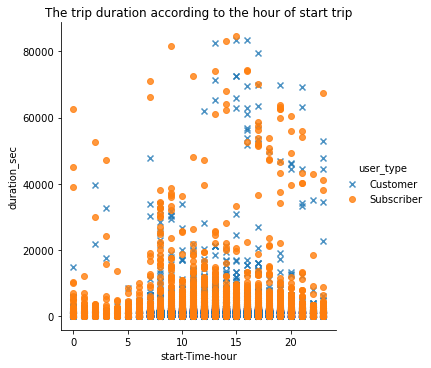 The trip duration according to the hour of start trip
80000
60000
40000
20000
0
duration_sec
0
5
10
15
20
start-Time-hour
user_type
Customer
Subscriber